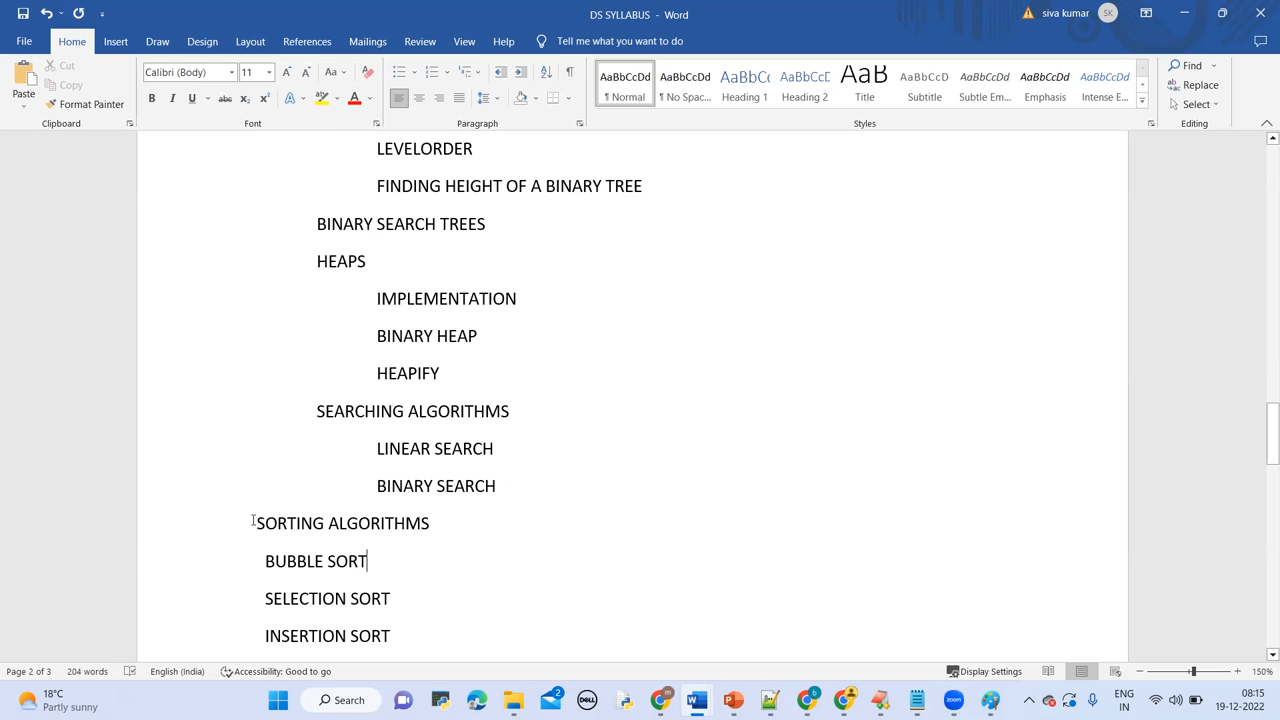 DS SYLLABUS - Word
siva kumar
SK
File Home Insert Draw Design Layout References Mailings Review View Help Tell me what you want to do
Paste
Cut
Copy
Format Painter
Clipboard
Calibri (Body) 11
Font
Paragraph
AaBbCcDd AaBbCcDd AaBbCc AaBbCcD AaB AaBbCcD AaBbCcDd AaBbCcDd AaBbCcDd
¶ Normal ¶ No Spac... Heading 1 Heading 2 Title Subtitle Subtle Em... Emphasis Intense E...
Styles
Find
Replace
Select
Editing
LEVELORDER
FINDING HEIGHT OF A BINARY TREE
BINARY SEARCH TREES
HEAPS
IMPLEMENTATION
BINARY HEAP
HEAPIFY
SEARCHING ALGORITHMS
LINEAR SEARCH
BINARY SEARCH
SORTING ALGORITHMS
BUBBLE SORT
SELECTION SORT
INSERTION SORT
Page 2 of 3 204 words English (India) Accessibility: Good to go Display Settings 150%
18°C
Partly sunny
Search
2
DELL
zoom
ENG
IN
08:15
19-12-2022